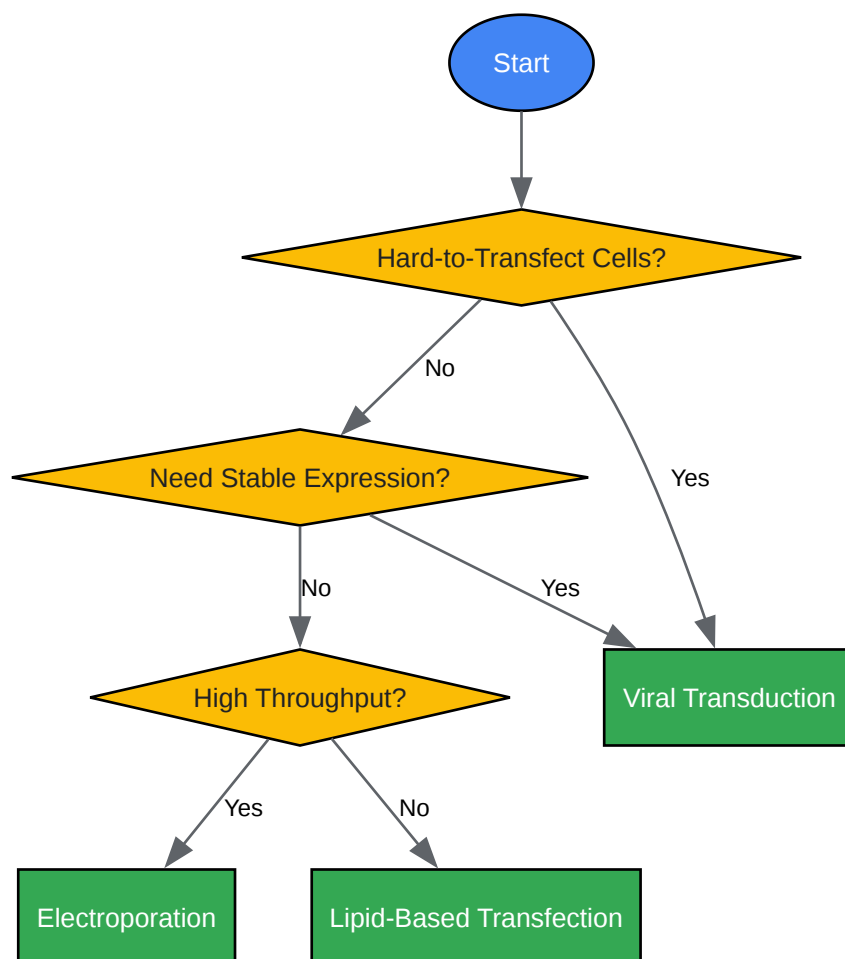 Start
Hard-to-Transfect Cells?
No
Yes
Need Stable Expression?
No
Yes
Viral Transduction
High Throughput?
Yes
No
Electroporation
Lipid-Based Transfection